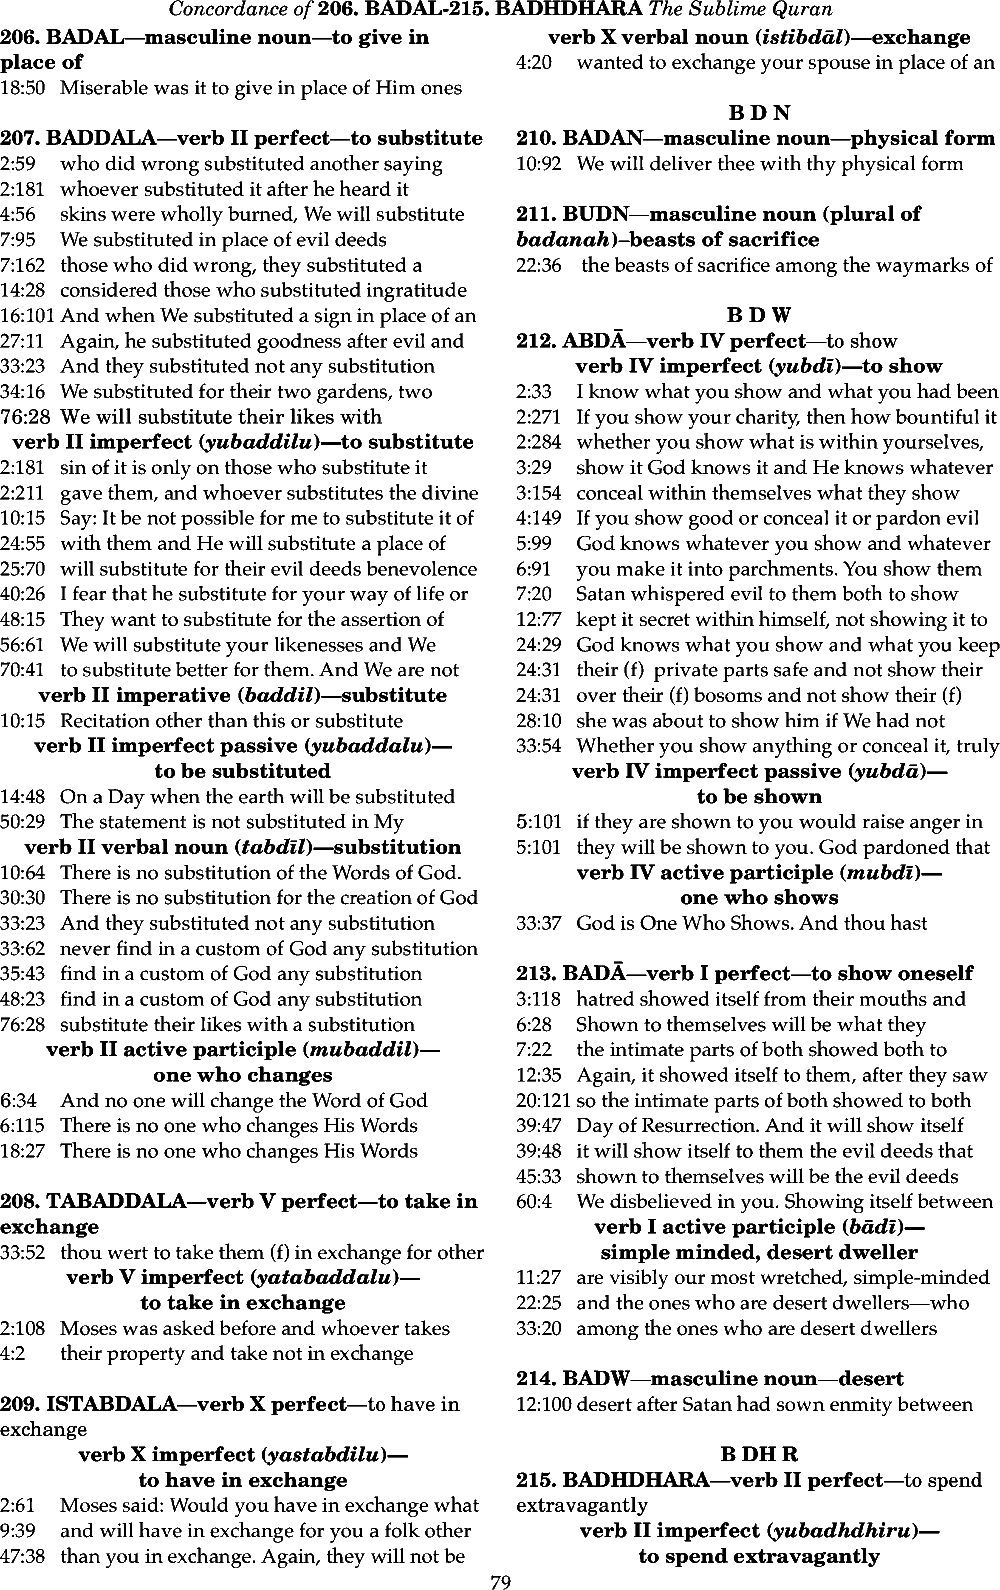 Concordance of 206. BADAL-215. BADHDHARA The Sublime Quran
206. BADAL—masculine noun—to give in
place of
18:50 Miserable was it to give in place of Him ones
207. BADDALA—verb II perfect—to substitute
2:59 who did wrong substituted another saying
2:181 whoever substituted it after he heard it
4:56 skins were wholly burned, We will substitute
7:95 We substituted in place of evil deeds
7:162 those who did wrong, they substituted a
14:28 considered those who substituted ingratitude
16:101 And when We substituted a sign in place of an
27:11 Again, he substituted goodness after evil and
33:23 And they substituted not any substitution
34:16 We substituted for their two gardens, two
76:28 We will substitute their likes with
verb II imperfect (yubaddilu)—to substitute
2:181 sin of it is only on those who substitute it
2:211 gave them, and whoever substitutes the divine
10:15 Say: It be not possible for me to substitute it of
24:55 with them and He will substitute a place of
25:70 will substitute for their evil deeds benevolence
40:26 I fear that he substitute for your way of life or
48:15 They want to substitute for the assertion of
56:61 We will substitute your likenesses and We
70:41 to substitute better for them. And We are not
verb II imperative (baddil)—substitute
10:15 Recitation other than this or substitute
verb II imperfect passive (yubaddalu)—
to be substituted
14:48 On a Day when the earth will be substituted
50:29 The statement is not substituted in My
verb II verbal noun (tabdīl)—substitution
10:64 There is no substitution of the Words of God.
30:30 There is no substitution for the creation of God
33:23 And they substituted not any substitution
33:62 never find in a custom of God any substitution
35:43 find in a custom of God any substitution
48:23 find in a custom of God any substitution
76:28 substitute their likes with a substitution
verb II active participle (mubaddil)—
one who changes
6:34 And no one will change the Word of God
6:115 There is no one who changes His Words
18:27 There is no one who changes His Words
208. TABADDALA—verb V perfect—to take in
exchange
33:52 thou wert to take them (f) in exchange for other
verb V imperfect (yatabaddalu)—
to take in exchange
2:108 Moses was asked before and whoever takes
4:2 their property and take not in exchange
209. ISTABDALA—verb X perfect—to have in
exchange
verb X imperfect (yastabdilu)—
to have in exchange
2:61 Moses said: Would you have in exchange what
9:39 and will have in exchange for you a folk other
47:38 than you in exchange. Again, they will not be
verb X verbal noun (istibdāl)—exchange
4:20 wanted to exchange your spouse in place of an
B D N
210. BADAN—masculine noun—physical form
10:92 We will deliver thee with thy physical form
211. BUDN—masculine noun (plural of
badanah)–beasts of sacrifice
22:36 the beasts of sacrifice among the waymarks of
B D W
212. ABDĀ—verb IV perfect—to show
verb IV imperfect (yubdī)—to show
2:33 I know what you show and what you had been
2:271 If you show your charity, then how bountiful it
2:284 whether you show what is within yourselves,
3:29 show it God knows it and He knows whatever
3:154 conceal within themselves what they show
4:149 If you show good or conceal it or pardon evil
5:99 God knows whatever you show and whatever
6:91 you make it into parchments. You show them
7:20 Satan whispered evil to them both to show
12:77 kept it secret within himself, not showing it to
24:29 God knows what you show and what you keep
24:31 their (f) private parts safe and not show their
24:31 over their (f) bosoms and not show their (f)
28:10 she was about to show him if We had not
33:54 Whether you show anything or conceal it, truly
verb IV imperfect passive (yubdā)—
to be shown
5:101 if they are shown to you would raise anger in
5:101 they will be shown to you. God pardoned that
verb IV active participle (mubdī)—
one who shows
33:37 God is One Who Shows. And thou hast
213. BADĀ—verb I perfect—to show oneself
3:118 hatred showed itself from their mouths and
6:28 Shown to themselves will be what they
7:22 the intimate parts of both showed both to
12:35 Again, it showed itself to them, after they saw
20:121 so the intimate parts of both showed to both
39:47 Day of Resurrection. And it will show itself
39:48 it will show itself to them the evil deeds that
45:33 shown to themselves will be the evil deeds
60:4 We disbelieved in you. Showing itself between
verb I active participle (bādī)—
simple minded, desert dweller
11:27 are visibly our most wretched, simple-minded
22:25 and the ones who are desert dwellers—who
33:20 among the ones who are desert dwellers
214. BADW—masculine noun—desert
12:100 desert after Satan had sown enmity between
B DH R
215. BADHDHARA—verb II perfect—to spend
extravagantly
verb II imperfect (yubadhdhiru)—
to spend extravagantly
79